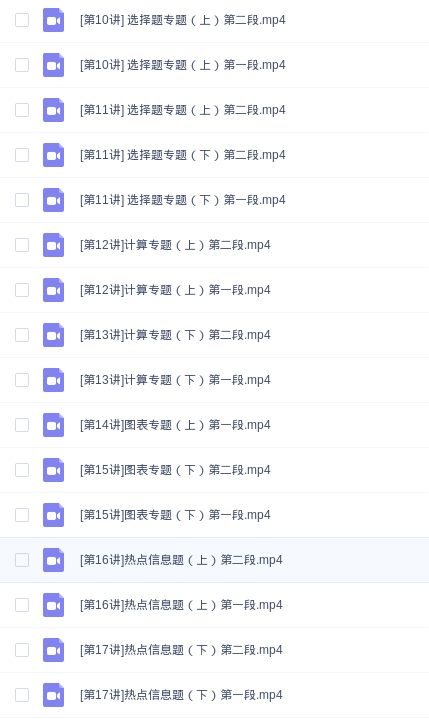 [第10讲] 选择题专题（上）第二段.mp4
[第10讲] 选择题专题（上）第一段.mp4
[第11讲] 选择题专题（上）第二段.mp4
[第11讲] 选择题专题（下）第二段.mp4
[第11讲] 选择题专题（下）第一段.mp4
[第12讲]计算专题（上）第二段.mp4
[第12讲]计算专题（上）第一段.mp4
[第13讲]计算专题（下）第二段.mp4
[第13讲]计算专题（下）第一段.mp4
[第14讲]图表专题（上）第一段.mp4
[第15讲]图表专题（下）第二段.mp4
[第15讲]图表专题（下）第一段.mp4
[第16讲]热点信息题（上）第二段.mp4
[第16讲]热点信息题（上）第一段.mp4
[第17讲]热点信息题（下）第二段.mp4
[第17讲]热点信息题（下）第一段.mp4